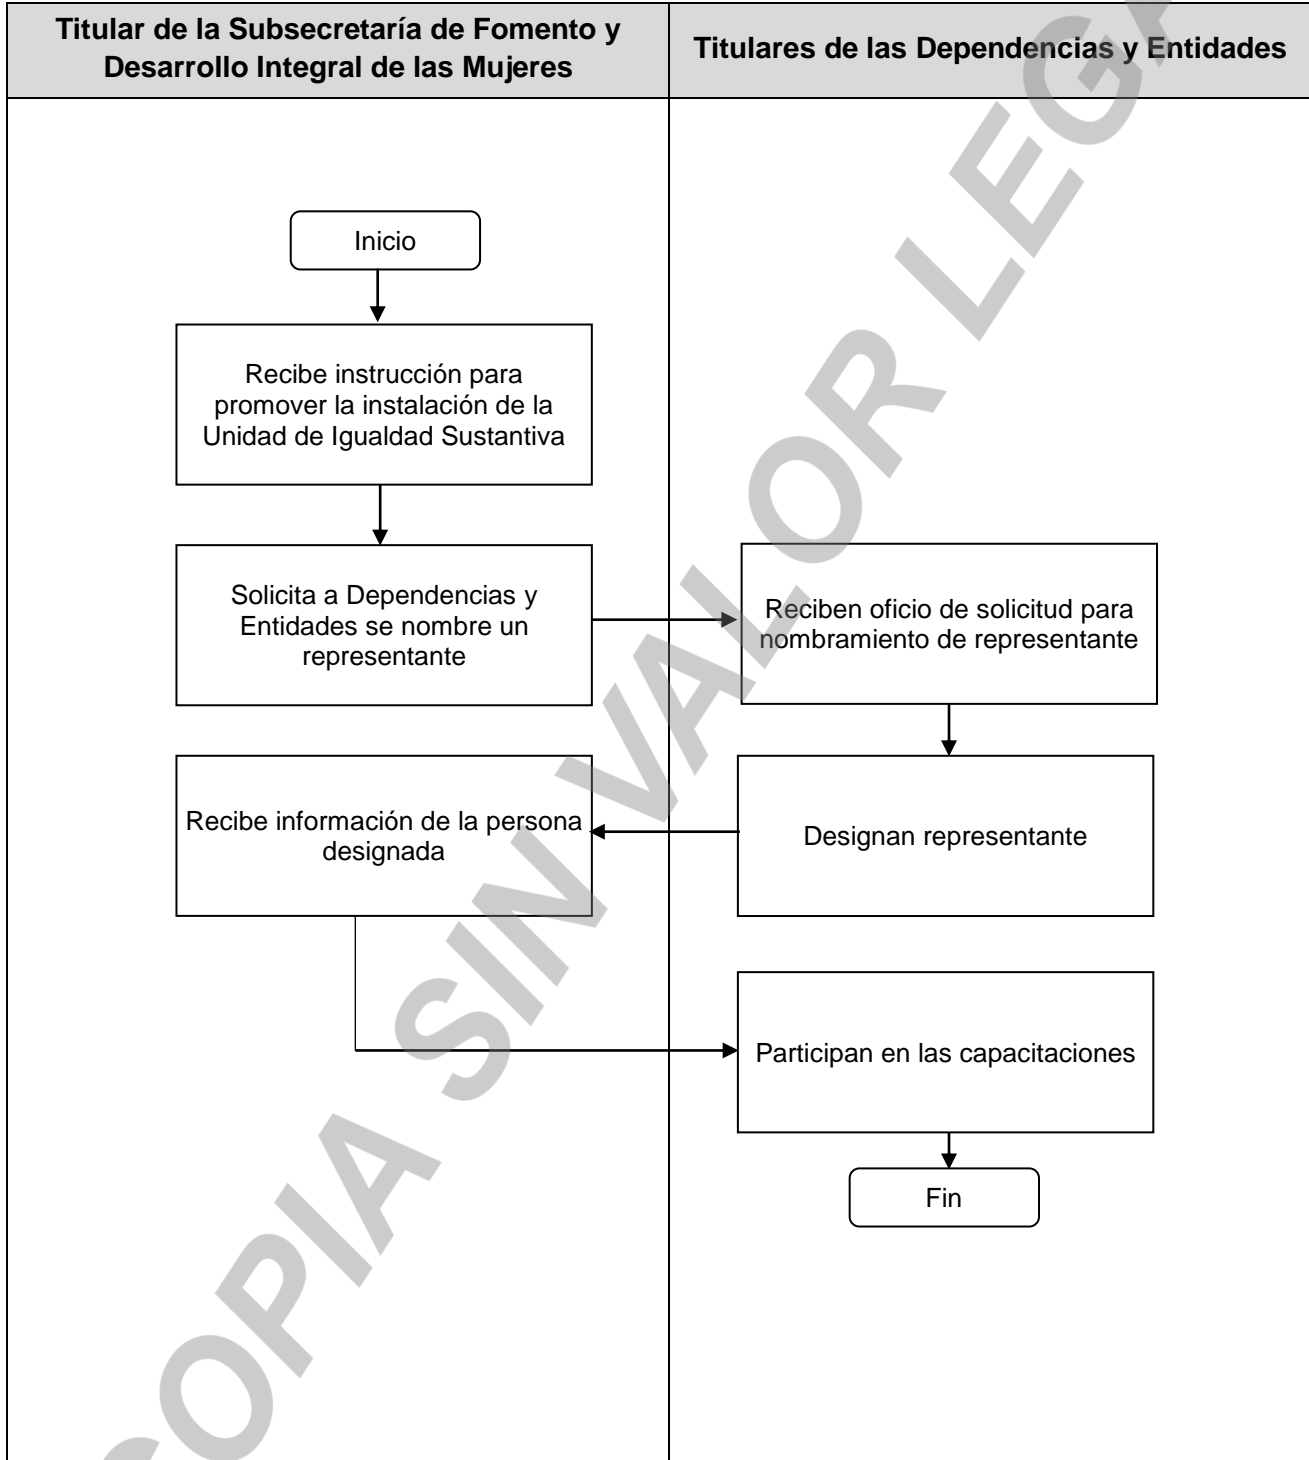 Titular de la Subsecretaría de Fomento y
Desarrollo Integral de las Mujeres
Titulares de las Dependencias y Entidades
Inicio
Recibe instrucción para
promover la instalación de la
Unidad de Igualdad Sustantiva
Solicita a Dependencias y
Entidades se nombre un
representante
Reciben oficio de solicitud para
nombramiento de representante
Recibe información de la persona
designada
Designan representante
Participan en las capacitaciones
Fin
COPIA SIN VALOR LEGA